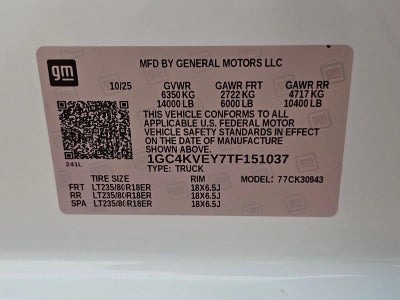 gm
MFD BY GENERAL MOTORS LLC
10/25 GVWR GAWR FRT GAWR RR
6350 KG 2722 KG 4717 KG
14000 LB 6000 LB 10400 LB
THIS VEHICLE CONFORMS TO ALL
APPLICABLE U.S. FEDERAL MOTOR
VEHICLE SAFETY STANDARDS IN EFFECT
ON THE DATE OF MANUFACTURE SHOWN ABOVE.
1GC4KVEY7TF151037
241L TYPE: TRUCK MODEL: 77CK30943
TIRE SIZE RIM
FRT LT235/80R18ER 18X6.5J
RR LT235/80R18ER 18X6.5J
SPA LT235/80R18ER 18X6.5J